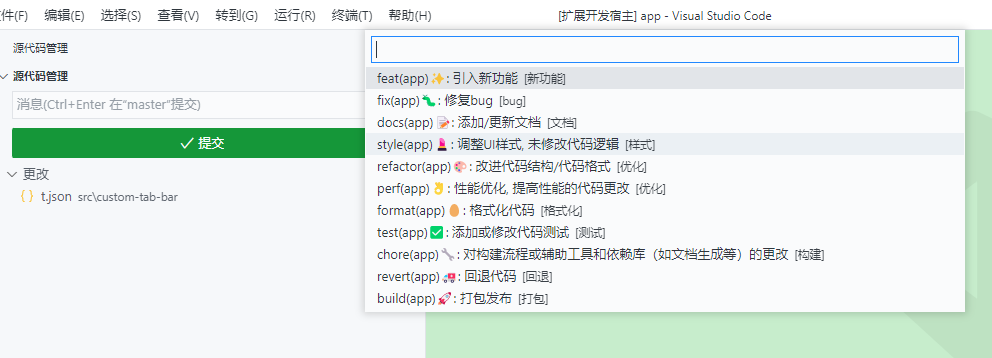 件(F) 编辑(E) 选择(S) 查看(V) 转到(G) 运行(R) 终端(T) 帮助(H) [扩展开发宿主] app - Visual Studio Code
源代码管理
源代码管理
消息(Ctrl+Enter 在“master”提交)
提交
更改
{ } t.json src\custom-tab-bar
feat(app)✨: 引入新功能 [新功能]
fix(app)🐛: 修复bug [bug]
docs(app)📝: 添加/更新文档 [文档]
style(app)💄: 调整UI样式, 未修改代码逻辑 [样式]
refactor(app)🎨: 改进代码结构/代码格式 [优化]
perf(app)👌: 性能优化, 提高性能的代码更改 [优化]
format(app)🥚: 格式化代码 [格式化]
test(app)✅: 添加或修改代码测试 [测试]
chore(app)🔧: 对构建流程或辅助工具和依赖库（如文档生成等）的更改 [构建]
revert(app)🚑: 回退代码 [回退]
build(app)🚀: 打包发布 [打包]